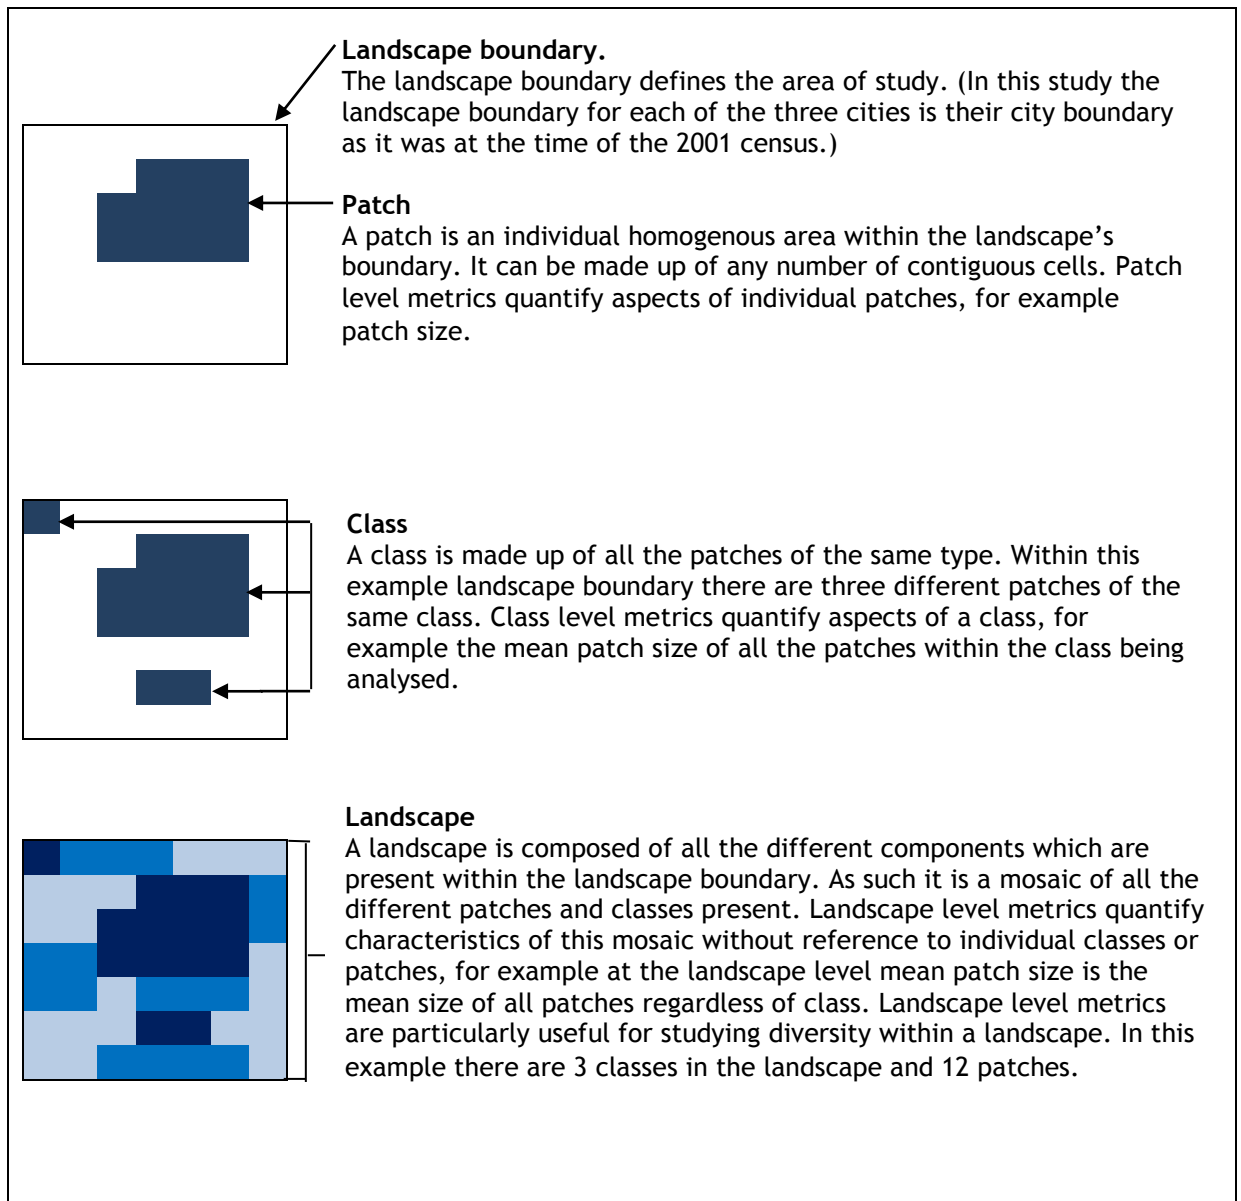 Landscape boundary.
The landscape boundary defines the area of study. (In this study the
landscape boundary for each of the three cities is their city boundary
as it was at the time of the 2001 census.)
Patch
A patch is an individual homogenous area within the landscape’s
boundary. It can be made up of any number of contiguous cells. Patch
level metrics quantify aspects of individual patches, for example
patch size.
Class
A class is made up of all the patches of the same type. Within this
example landscape boundary there are three different patches of the
same class. Class level metrics quantify aspects of a class, for
example the mean patch size of all the patches within the class being
analysed.
Landscape
A landscape is composed of all the different components which are
present within the landscape boundary. As such it is a mosaic of all the
different patches and classes present. Landscape level metrics quantify
characteristics of this mosaic without reference to individual classes or
patches, for example at the landscape level mean patch size is the
mean size of all patches regardless of class. Landscape level metrics
are particularly useful for studying diversity within a landscape. In this
example there are 3 classes in the landscape and 12 patches.